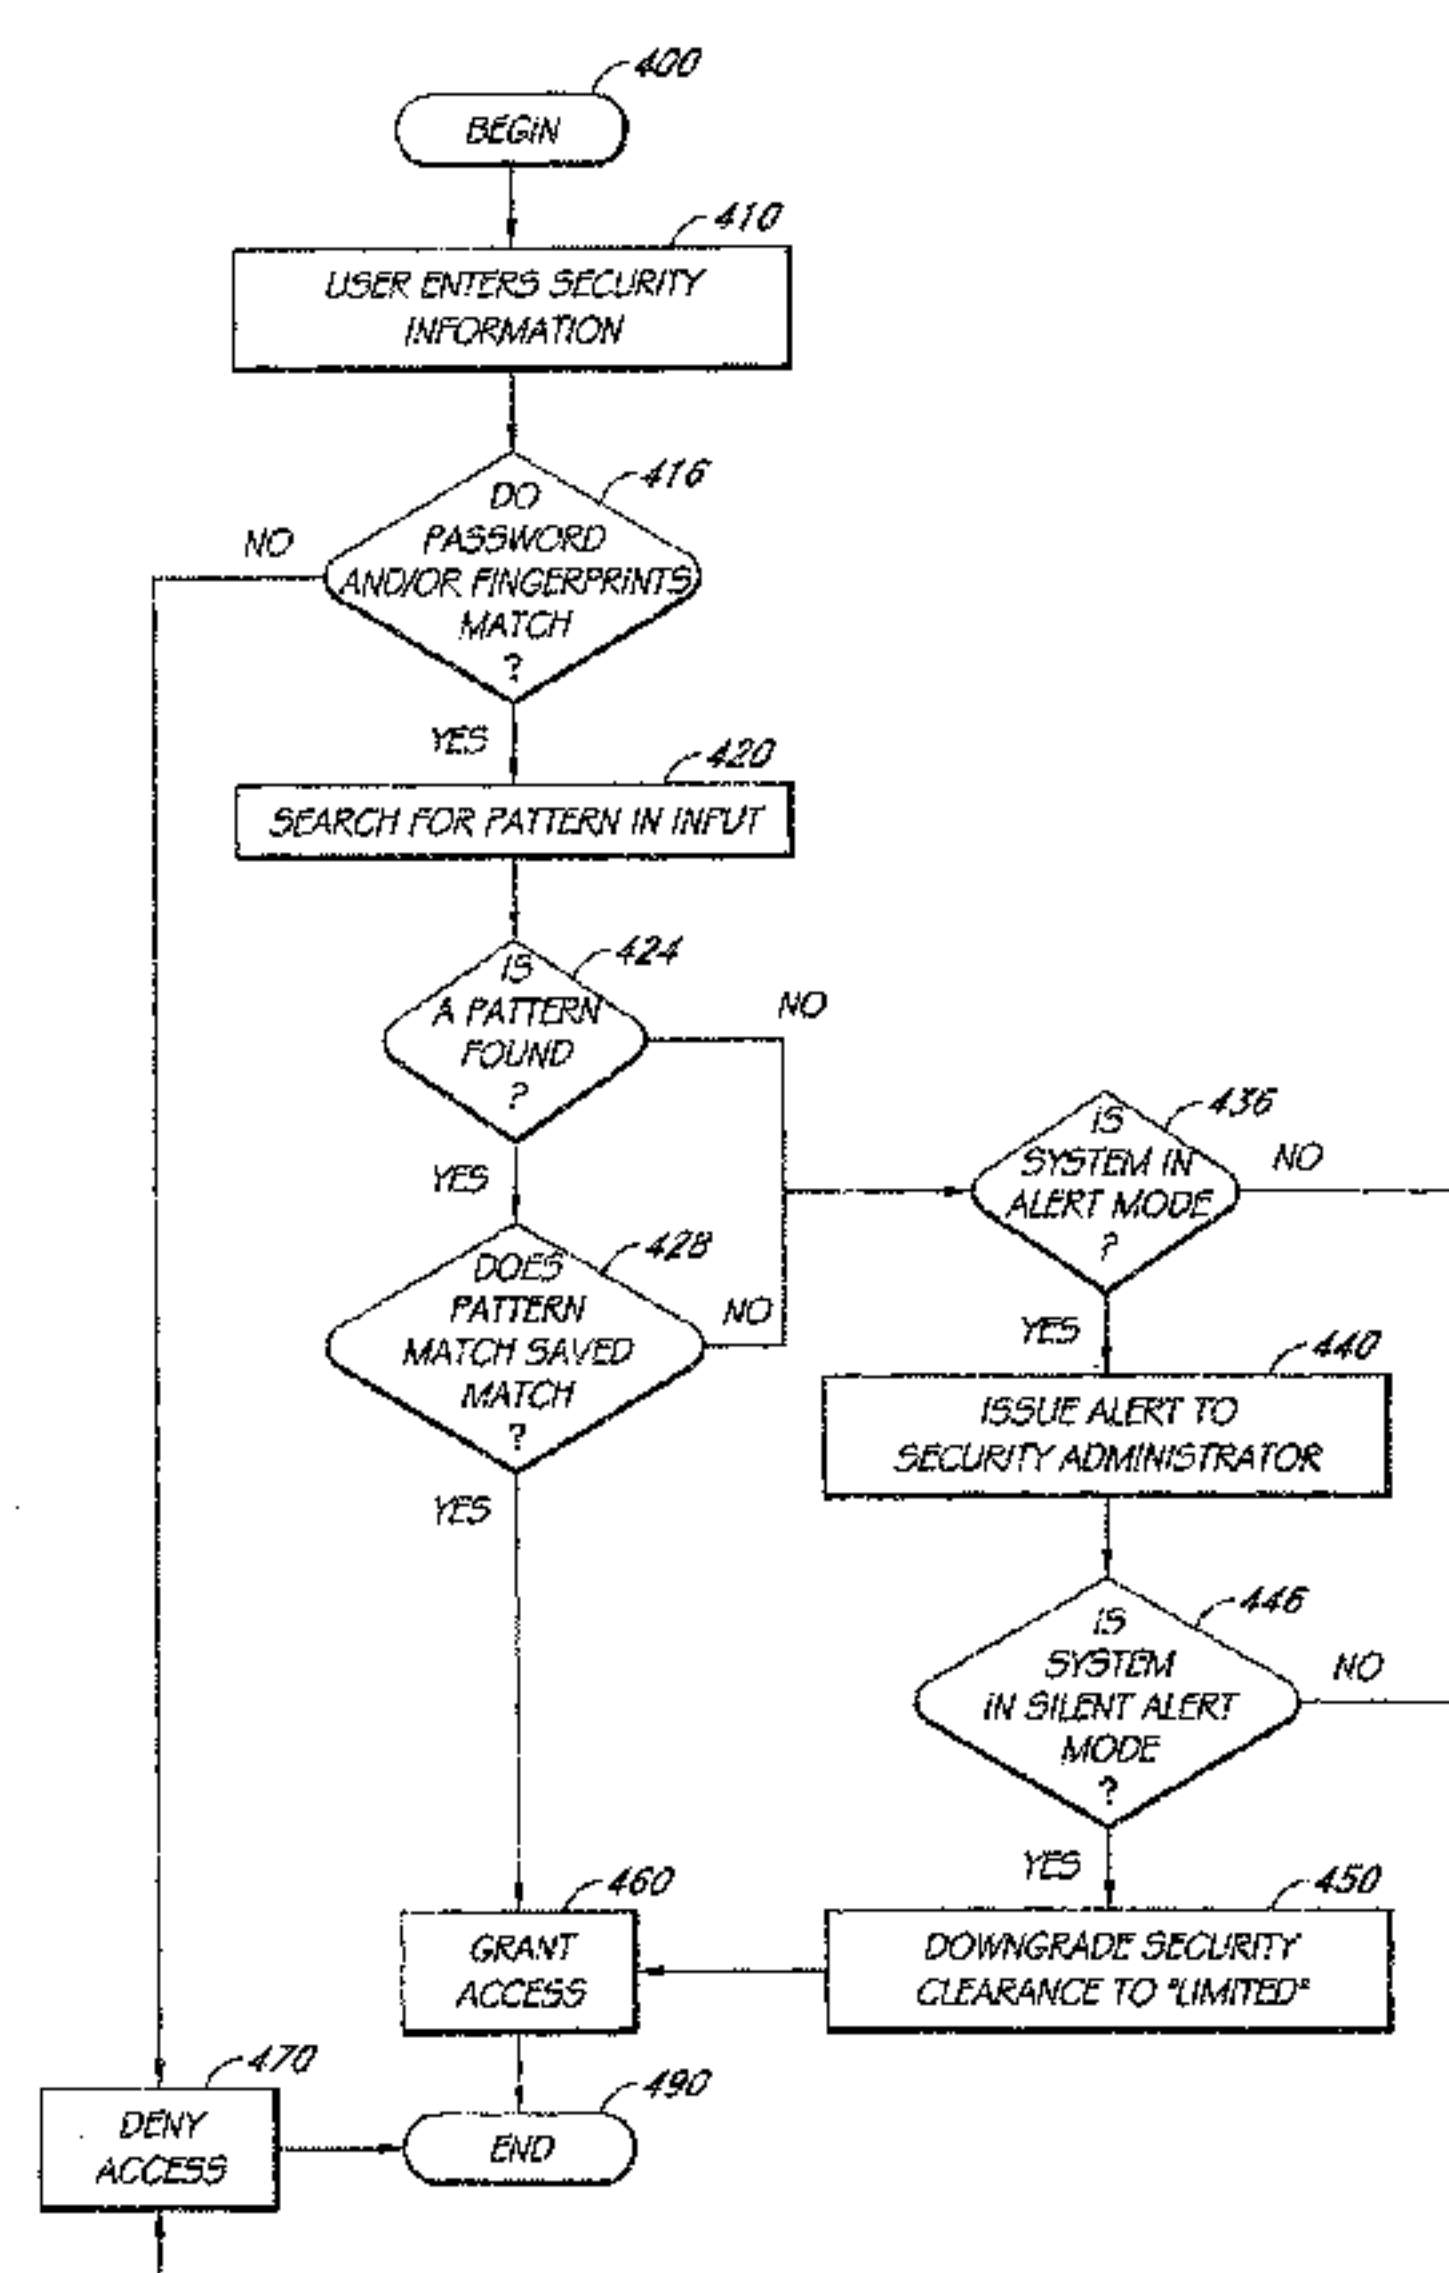 400
BEGIN
410
USER ENTERS SECURITY
INFORMATION
416
DO
PASSWORD
AND/OR FINGERPRINTS
MATCH
?
NO
YES
420
SEARCH FOR PATTERN IN INPUT
424
IS
A PATTERN
FOUND
?
NO
YES
428
DOES
PATTERN
MATCH SAVED
MATCH
?
NO
YES
436
IS
SYSTEM IN
ALERT MODE
?
NO
YES
440
ISSUE ALERT TO
SECURITY ADMINISTRATOR
446
IS
SYSTEM
IN SILENT ALERT
MODE
?
NO
YES
450
DOWNGRADE SECURITY
CLEARANCE TO "LIMITED"
460
GRANT
ACCESS
470
DENY
ACCESS
490
END